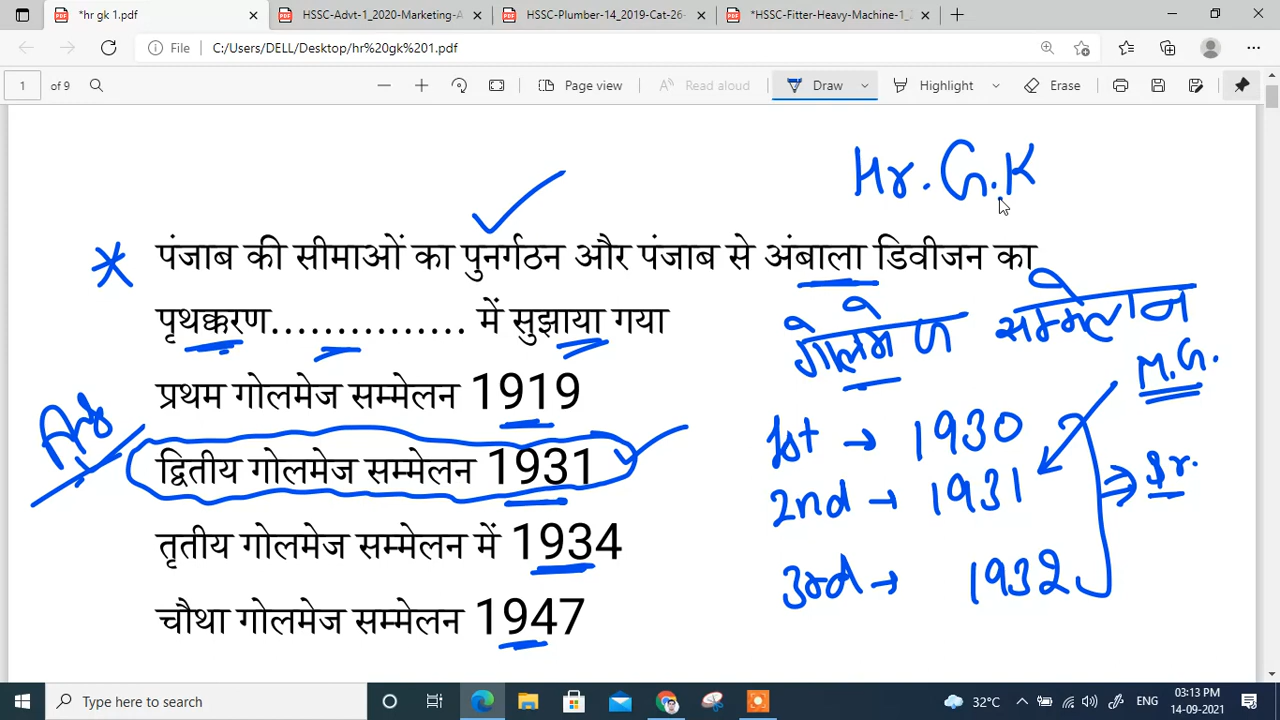 *hr gk 1.pdf
HSSC-Advt-1_2020-Marketing-A
HSSC-Plumber-14_2019-Cat-26-
*HSSC-Fitter-Heavy-Machine-1_2
File C:/Users/DELL/Desktop/hr%20gk%201.pdf
1 of 9 Page view Read aloud Draw Highlight Erase
Hr. G.K
* पंजाब की सीमाओं का पुनर्गठन और पंजाब से अंबाला डिवीजन का
पृथक्करण............... में सुझाया गया
गोलमेज सम्मेलन
M.G.
प्रथम गोलमेज सम्मेलन 1919
Ans
द्वितीय गोलमेज सम्मेलन 1931
तृतीय गोलमेज सम्मेलन में 1934
चौथा गोलमेज सम्मेलन 1947
1st → 1930
2nd → 1931
3rd → 1932
Type here to search
32°C ENG 03:13 PM
14-09-2021